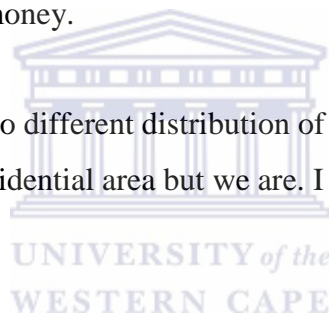 money.
o different distribution of
idential area but we are. I
UNIVERSITY of the
WESTERN CAPE